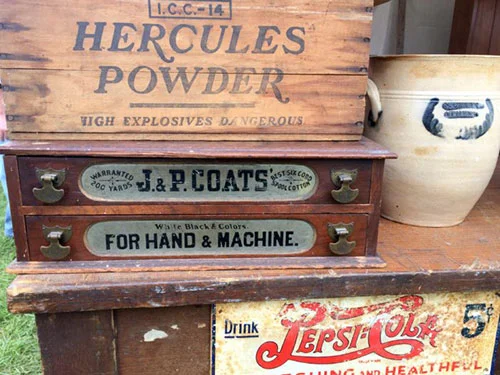 I.C.C.-14
HERCULES
POWDER
HIGH EXPLOSIVES DANGEROUS
WARRANTED
200 YARDS
J. & P. COATS'
BEST SIX CORD
SPOOL COTTON
White Black & Colors.
FOR HAND & MACHINE.
Drink
PEPSI-COLA
5¢
AND HEALTHFUL